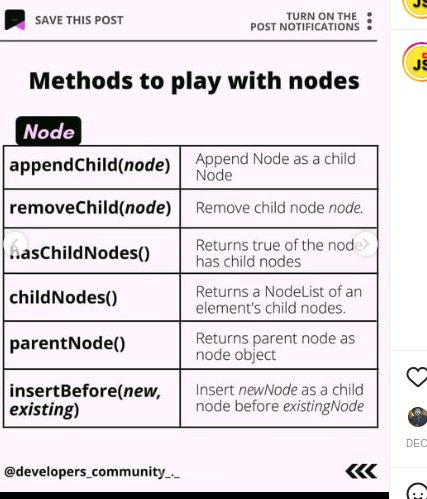 SAVE THIS POST
TURN ON THE
POST NOTIFICATIONS
Methods to play with nodes
Node
appendChild(node)
Append Node as a child
Node
removeChild(node)
Remove child node node.
hasChildNodes()
Returns true of the node
has child nodes
childNodes()
Returns a NodeList of an
element's child nodes.
parentNode()
Returns parent node as
node object
insertBefore(new,
existing)
Insert newNode as a child
node before existingNode
@developers_community_._
JS
JS
DEC